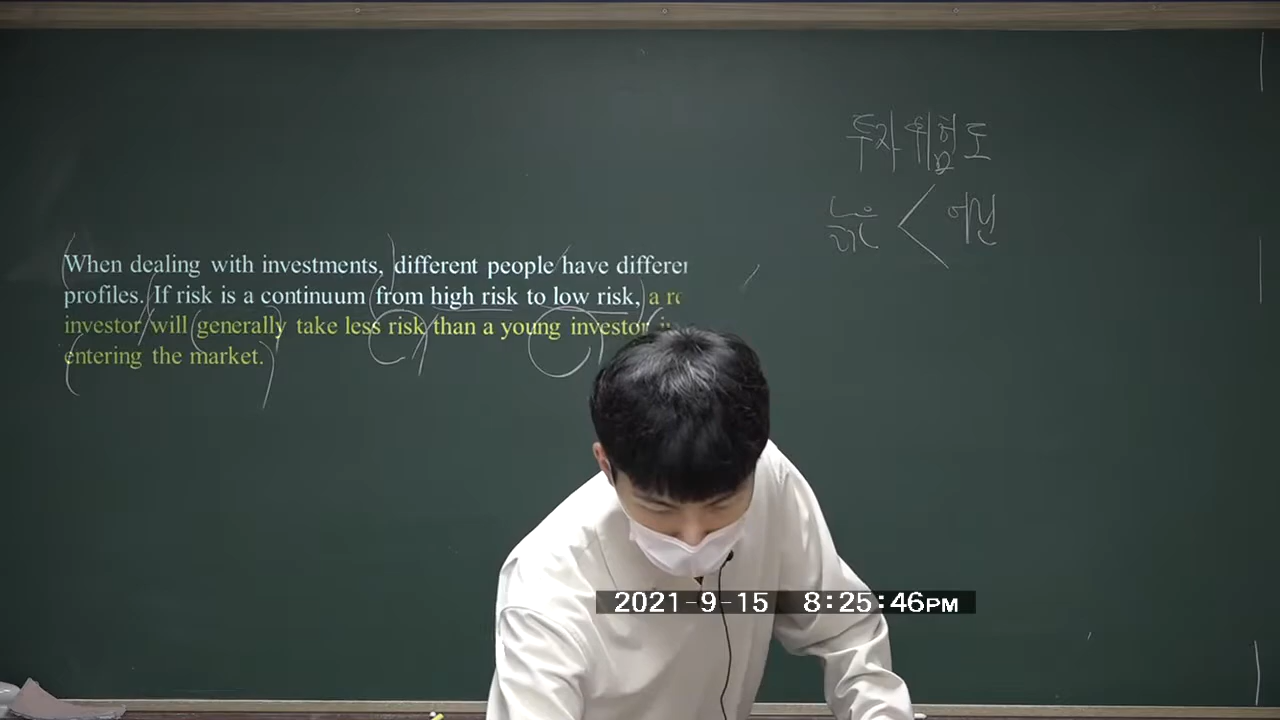 투자 위험도
늙은 < 어린
When dealing with investments, different people have differen
profiles. If risk is a continuum from high risk to low risk, a re
investor will generally take less risk than a young investor
entering the market.
2021-9-15 8:25:46PM